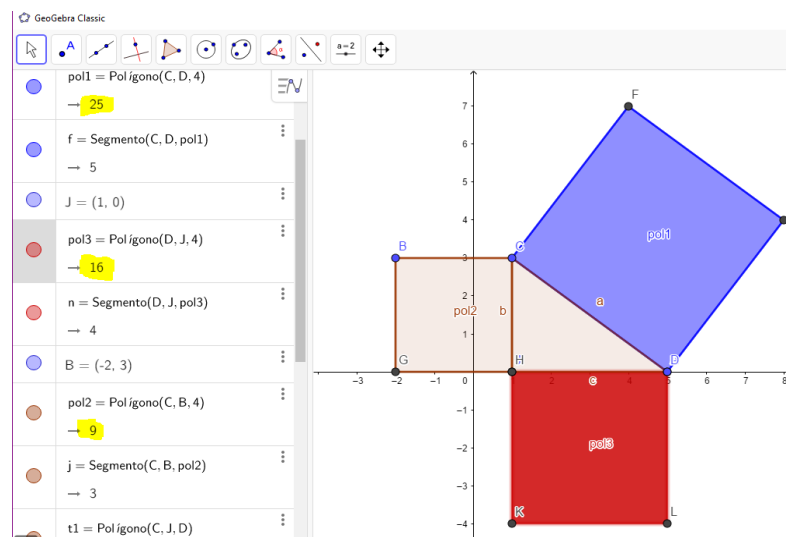 GeoGebra Classic
A
a=2
pol1 = Polígono(C, D, 4)
→ 25
f = Segmento(C, D, pol1)
→ 5
J = (1, 0)
pol3 = Polígono(D, J, 4)
→ 16
n = Segmento(D, J, pol3)
→ 4
B = (-2, 3)
pol2 = Polígono(C, B, 4)
→ 9
j = Segmento(C, B, pol2)
→ 3
t1 = Polígono(C, J, D)
F
7
6
5
pol1
4
B
C
3
2
pol2
b
a
1
G
H
D
−3
−2
−1
0
2
c
4
6
7
8
−1
pol3
−2
−3
K
L
−4